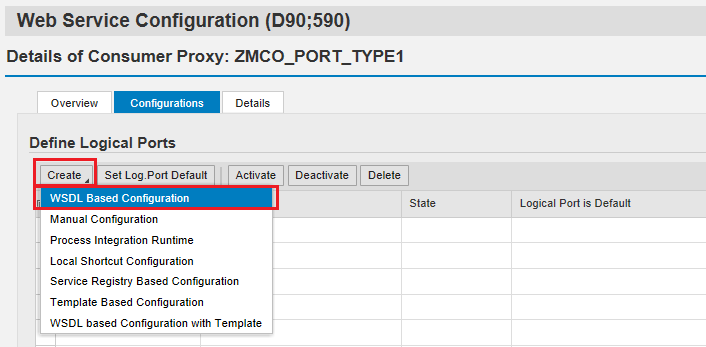 Web Service Configuration (D90;590)
Details of Consumer Proxy: ZMCO_PORT_TYPE1
Overview Configurations Details
Define Logical Ports
Create Set Log.Port Default Activate Deactivate Delete
State Logical Port is Default
WSDL Based Configuration
Manual Configuration
Process Integration Runtime
Local Shortcut Configuration
Service Registry Based Configuration
Template Based Configuration
WSDL based Configuration with Template